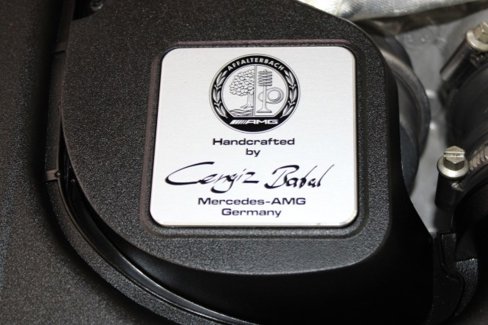 AFFALTERBACH
AMG
Handcrafted
by
Cengiz Babal
Mercedes-AMG
Germany